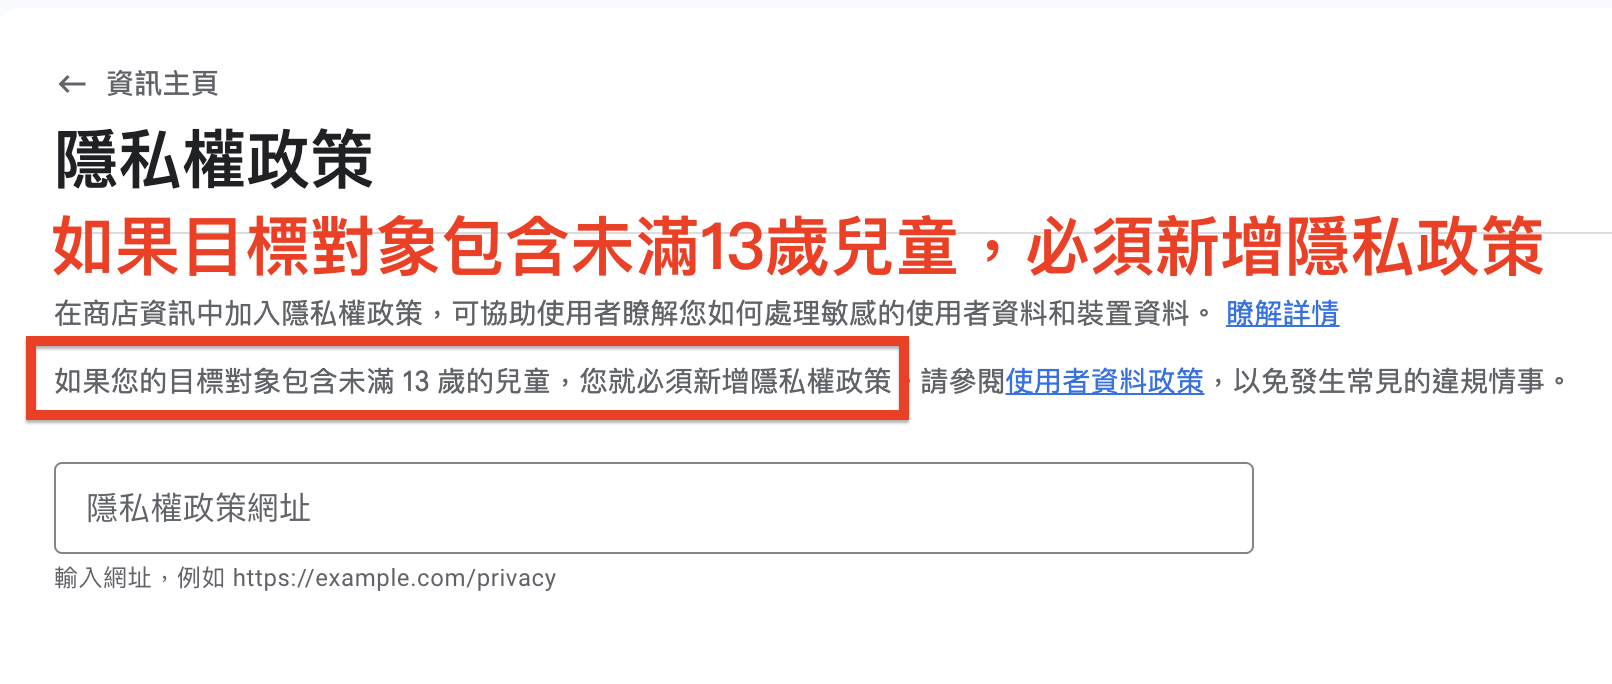 ← 資訊主頁
隱私權政策
如果目標對象包含未滿13歲兒童，必須新增隱私政策
在商店資訊中加入隱私權政策，可協助使用者瞭解您如何處理敏感的使用者資料和裝置資料。 瞭解詳情
如果您的目標對象包含未滿 13 歲的兒童，您就必須新增隱私權政策。請參閱使用者資料政策，以免發生常見的違規情事。
隱私權政策網址
輸入網址，例如 https://example.com/privacy